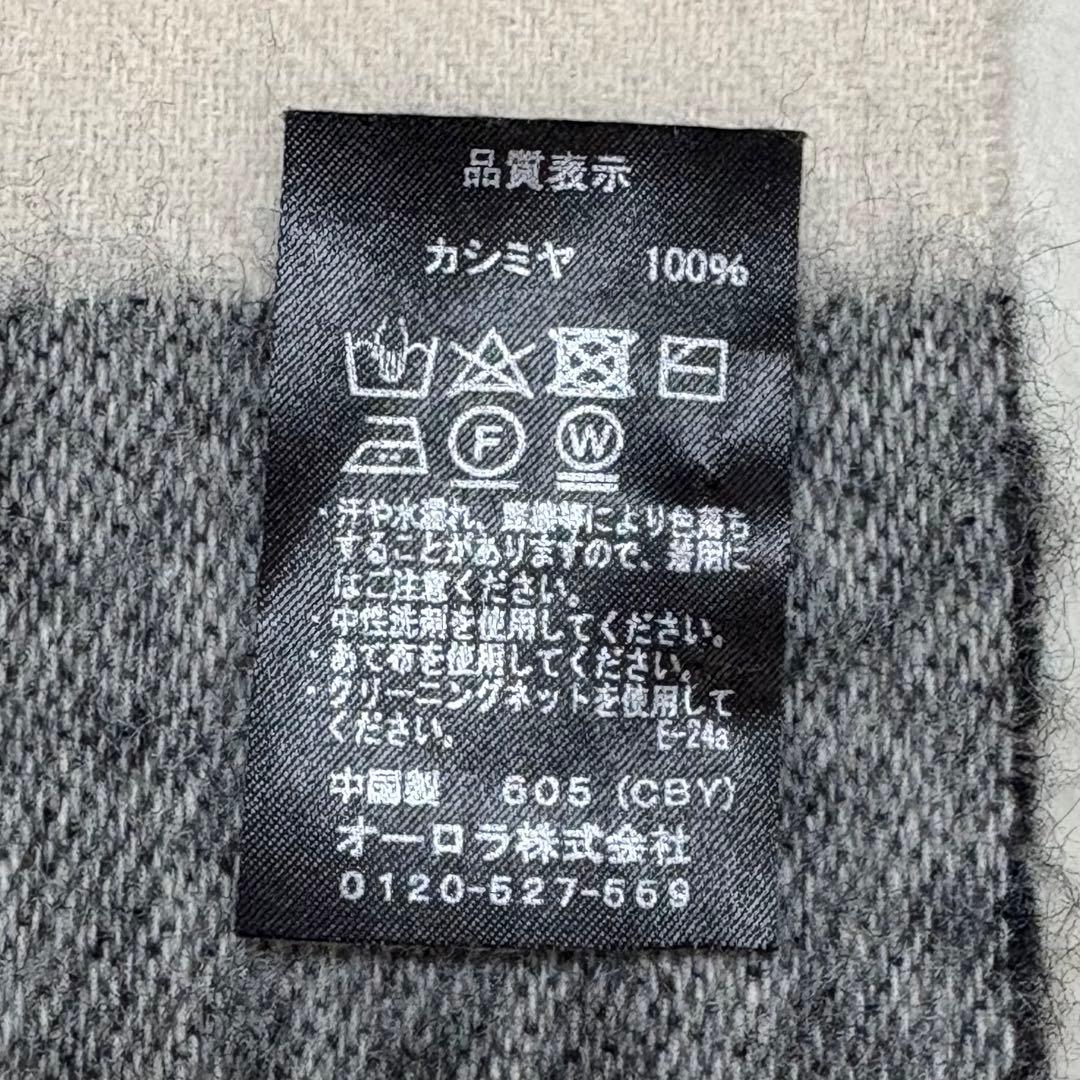 品質表示
カシミヤ 100%
F W
・汗や水濡れ、摩擦等により色落ち
することがありますので、着用に
はご注意ください。
・中性洗剤を使用してください。
・あて布を使用してください。
・クリーニングネットを使用して
ください。 E-24a
中国製 605 (CBY)
オーロラ株式会社
0120-527-559